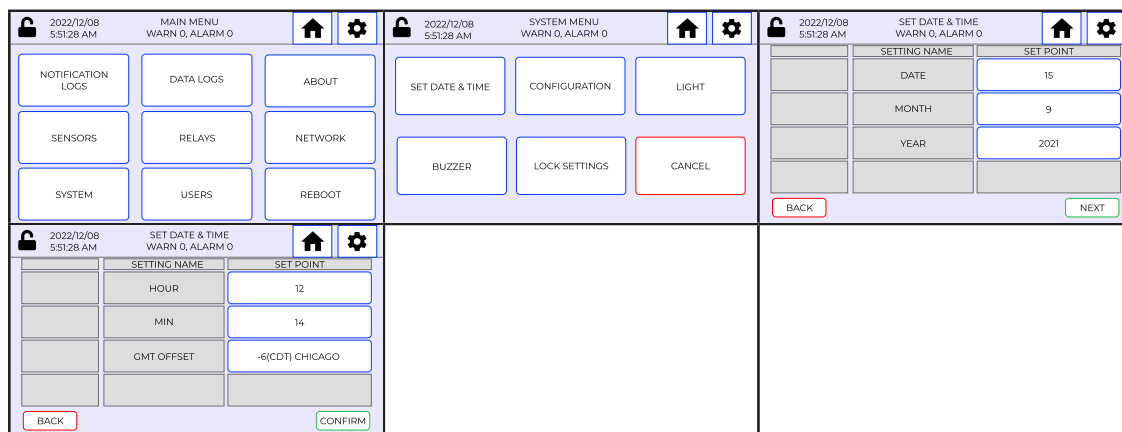 2022/12/08
5:51:28 AM
MAIN MENU
WARN 0, ALARM 0
NOTIFICATION
LOGS
DATA LOGS
ABOUT
SENSORS
RELAYS
NETWORK
SYSTEM
USERS
REBOOT
2022/12/08
5:51:28 AM
SYSTEM MENU
WARN 0, ALARM 0
SET DATE & TIME
CONFIGURATION
LIGHT
BUZZER
LOCK SETTINGS
CANCEL
2022/12/08
5:51:28 AM
SET DATE & TIME
WARN 0, ALARM 0
SETTING NAME
SET POINT
DATE
15
MONTH
9
YEAR
2021
BACK
NEXT
2022/12/08
5:51:28 AM
SET DATE & TIME
WARN 0, ALARM 0
SETTING NAME
SET POINT
HOUR
12
MIN
14
GMT OFFSET
-6(CDT) CHICAGO
BACK
CONFIRM